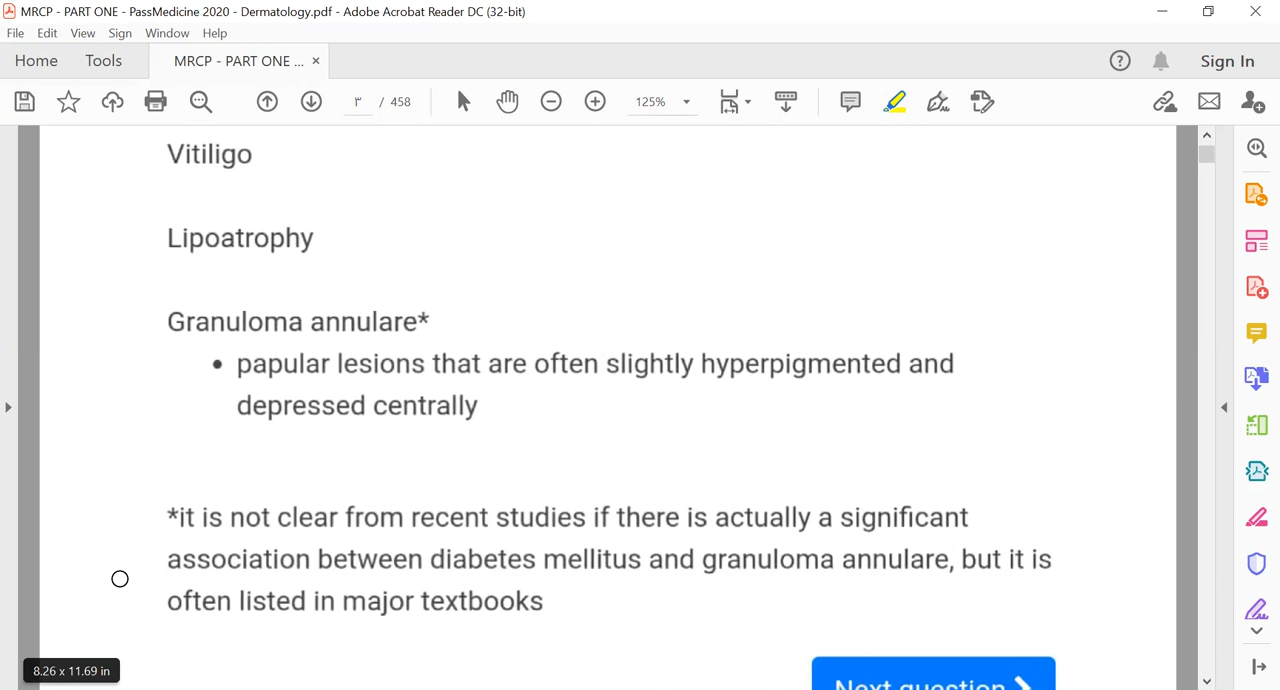 MRCP - PART ONE - PassMedicine 2020 - Dermatology.pdf - Adobe Acrobat Reader DC (32-bit)
File Edit View Sign Window Help
Home Tools MRCP - PART ONE ... × Sign In
٣ / 458 125%
Vitiligo
Lipoatrophy
Granuloma annulare*
• papular lesions that are often slightly hyperpigmented and
depressed centrally
*it is not clear from recent studies if there is actually a significant
association between diabetes mellitus and granuloma annulare, but it is
often listed in major textbooks
8.26 x 11.69 in
Next question